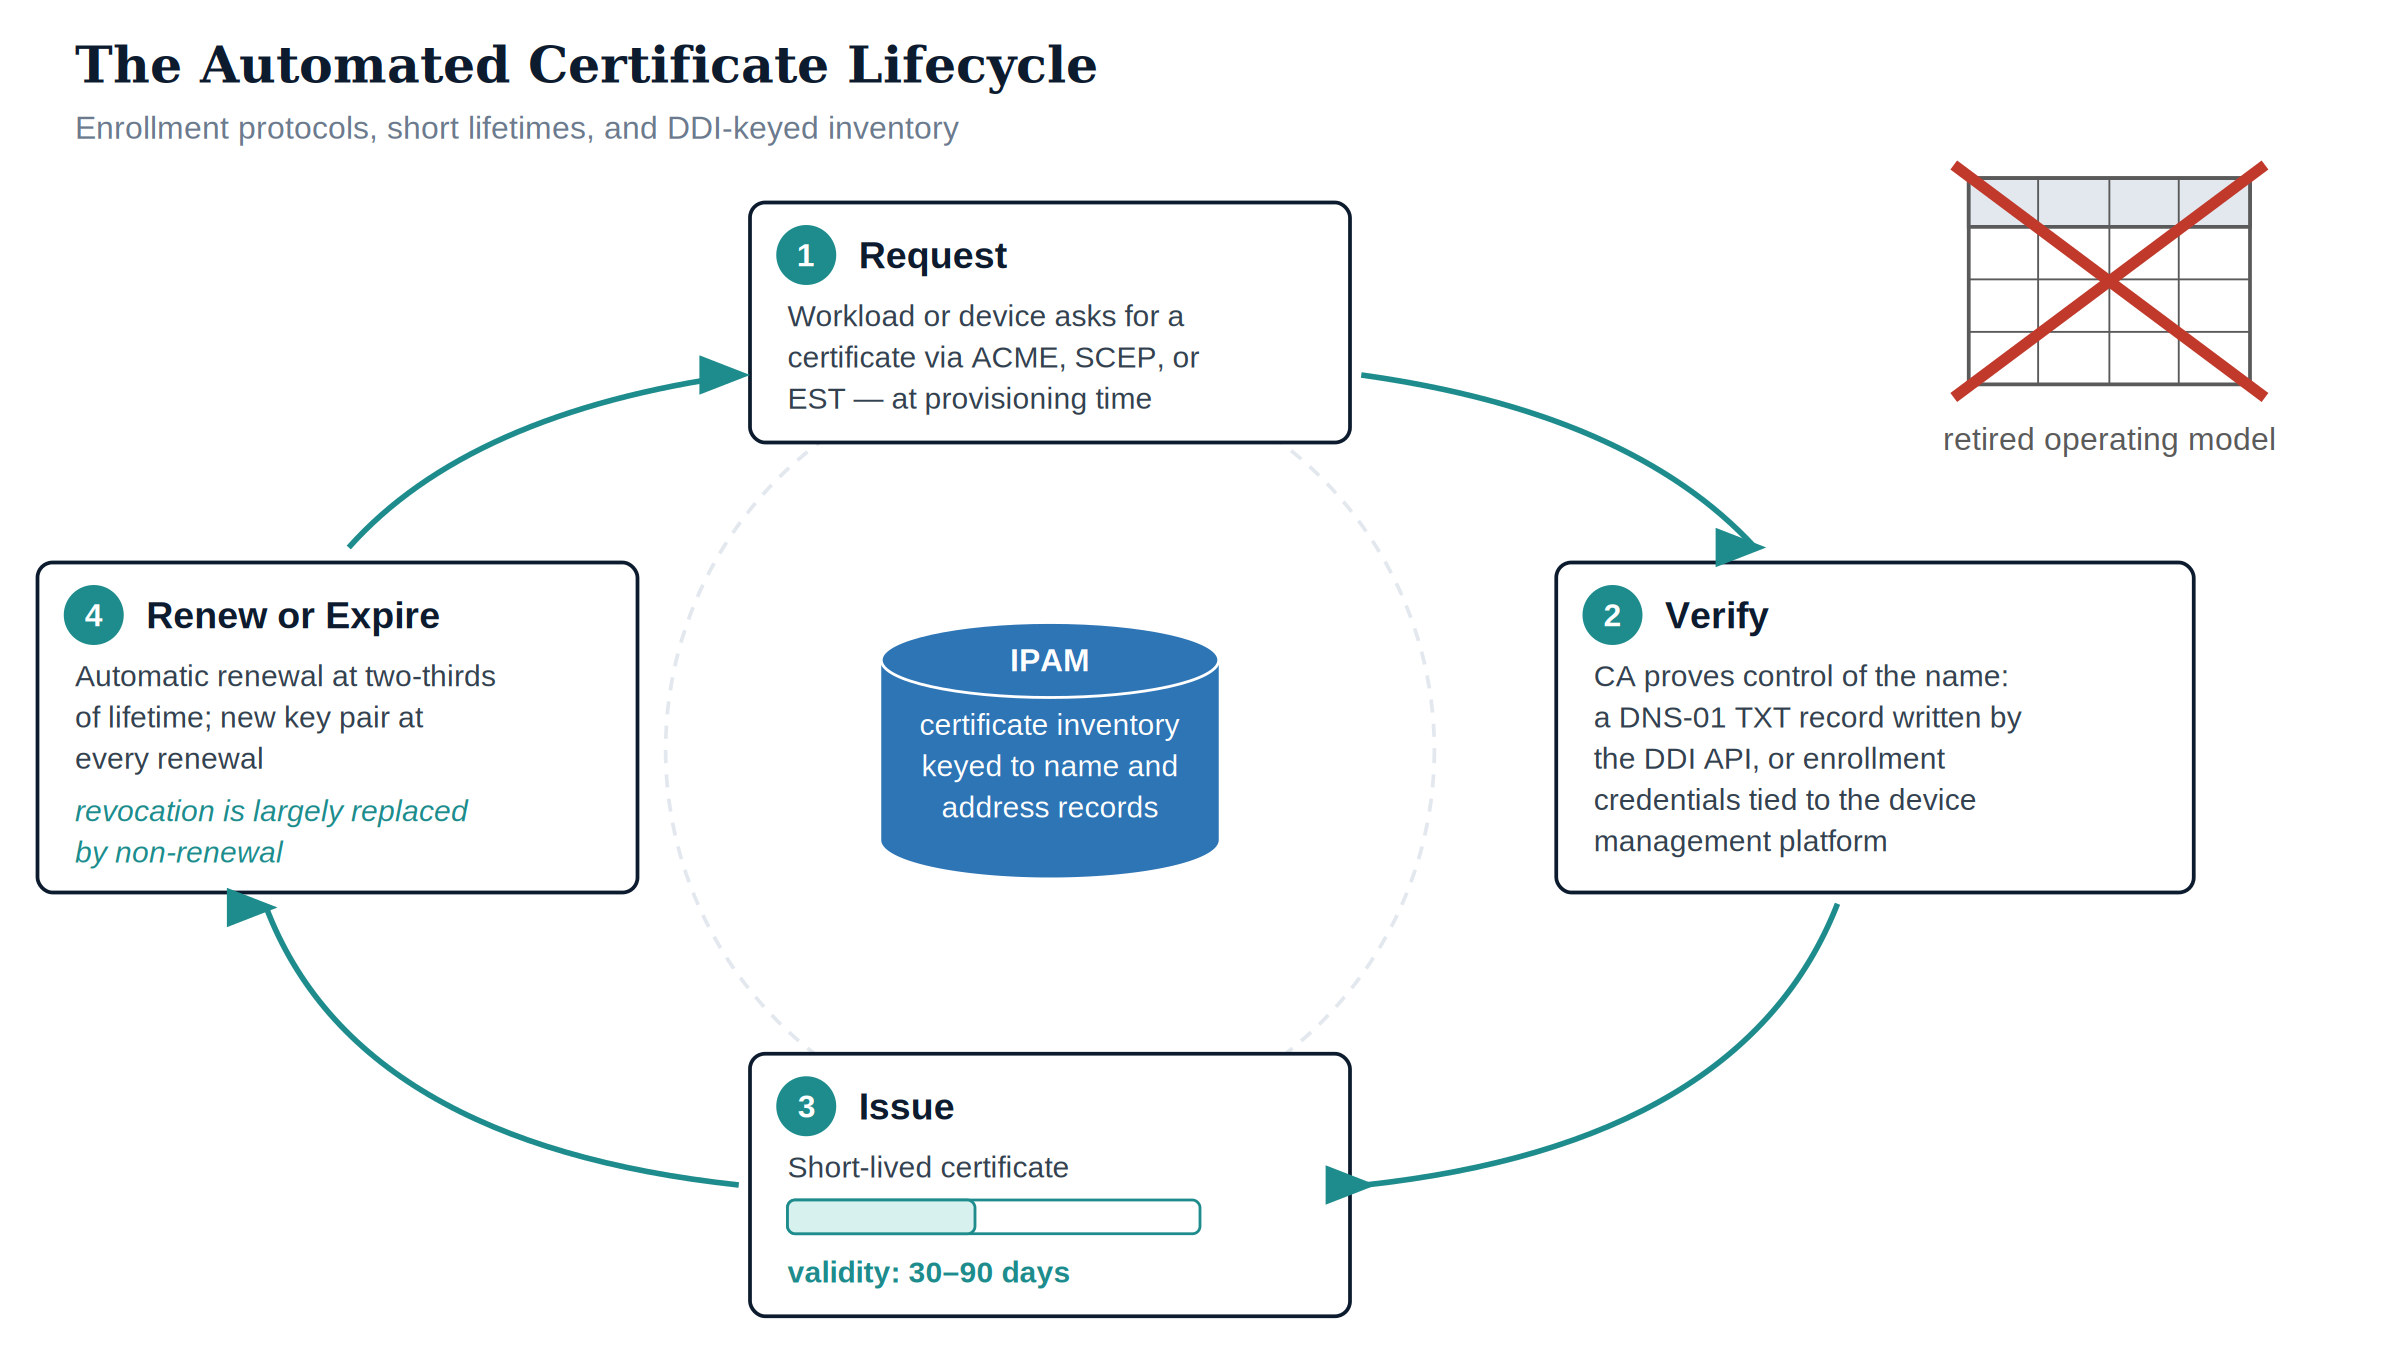 The Automated Certificate Lifecycle
Enrollment protocols, short lifetimes, and DDI-keyed inventory
1 Request
Workload or device asks for a
certificate via ACME, SCEP, or
EST — at provisioning time
retired operating model
2 Verify
CA proves control of the name:
a DNS-01 TXT record written by
the DDI API, or enrollment
credentials tied to the device
management platform
3 Issue
Short-lived certificate
validity: 30–90 days
4 Renew or Expire
Automatic renewal at two-thirds
of lifetime; new key pair at
every renewal
revocation is largely replaced
by non-renewal
IPAM
certificate inventory
keyed to name and
address records